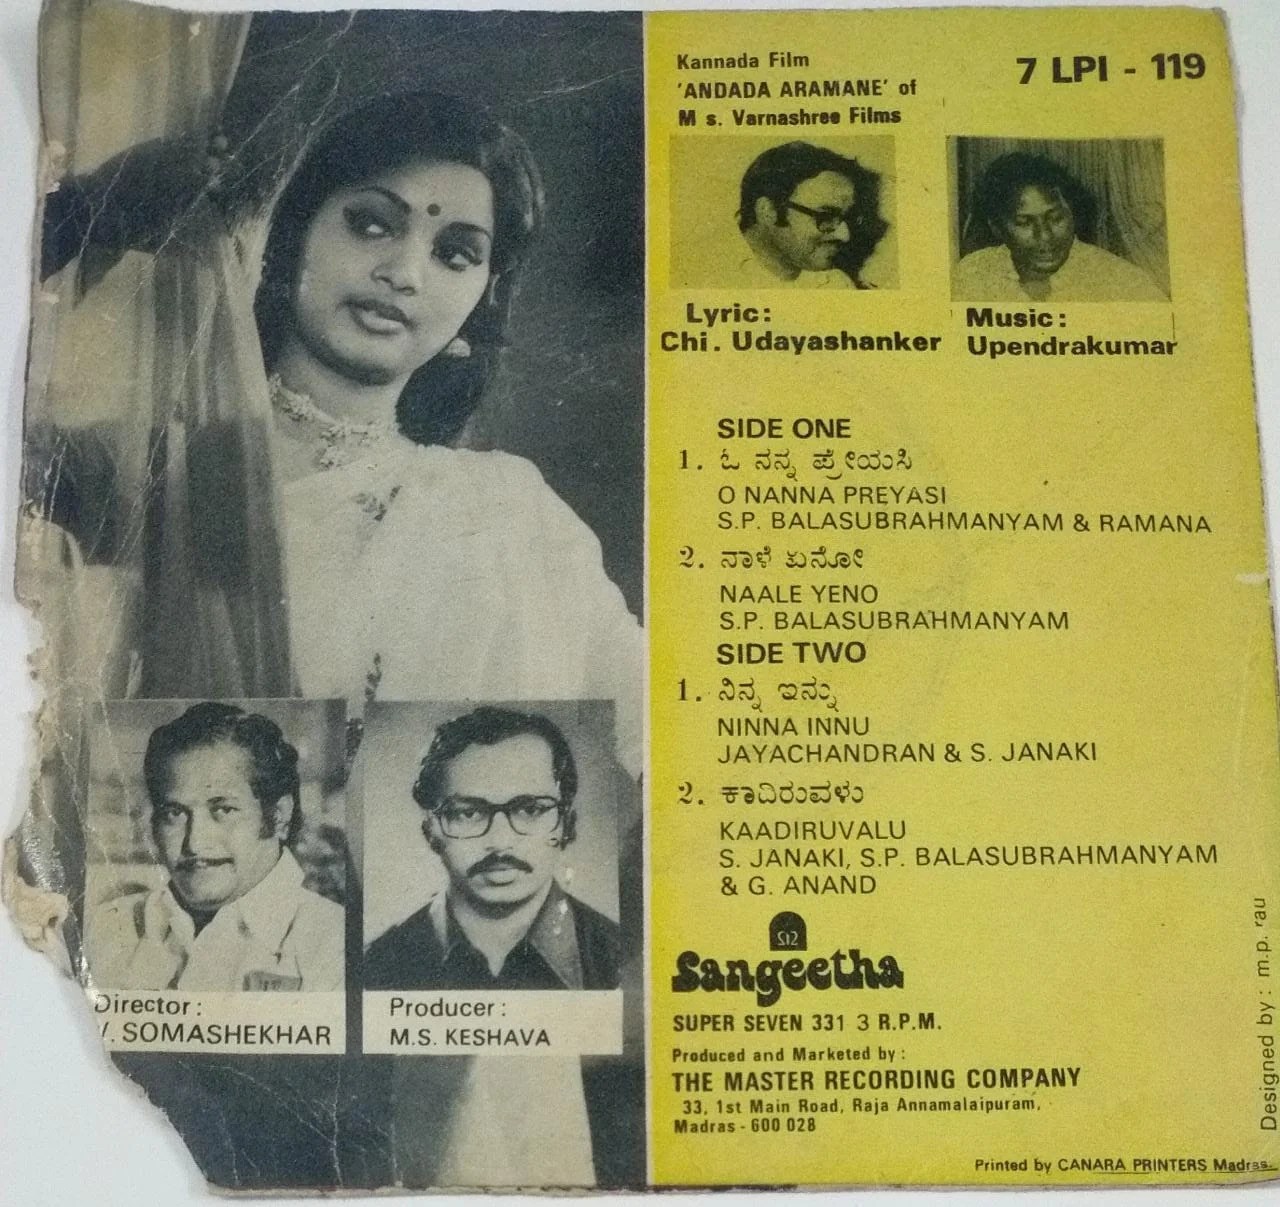 Kannada Film
'ANDADA ARAMANE' of
M s. Varnashree Films
7 LPI - 119
Lyric:
Chi. Udayashanker
Music:
Upendrakumar
SIDE ONE
1. ಓ ನನ್ನ ಪ್ರೇಯಸಿ
O NANNA PREYASI
S.P. BALASUBRAHMANYAM & RAMANA
2. ನಾಳೆ ಏನೋ
NAALE YENO
S.P. BALASUBRAHMANYAM
SIDE TWO
1. ನಿನ್ನ ಇನ್ನು
NINNA INNU
JAYACHANDRAN & S. JANAKI
2. ಕಾದಿರುವಳು
KAADIRUVALU
S. JANAKI, S.P. BALASUBRAHMANYAM
& G. ANAND
Sangeetha
SUPER SEVEN 331 3 R.P.M.
Produced and Marketed by :
THE MASTER RECORDING COMPANY
33, 1st Main Road, Raja Annamalaipuram,
Madras - 600 028
Printed by CANARA PRINTERS Madras.
Designed by : m.p. rau
Director :
V. SOMASHEKHAR
Producer :
M.S. KESHAVA